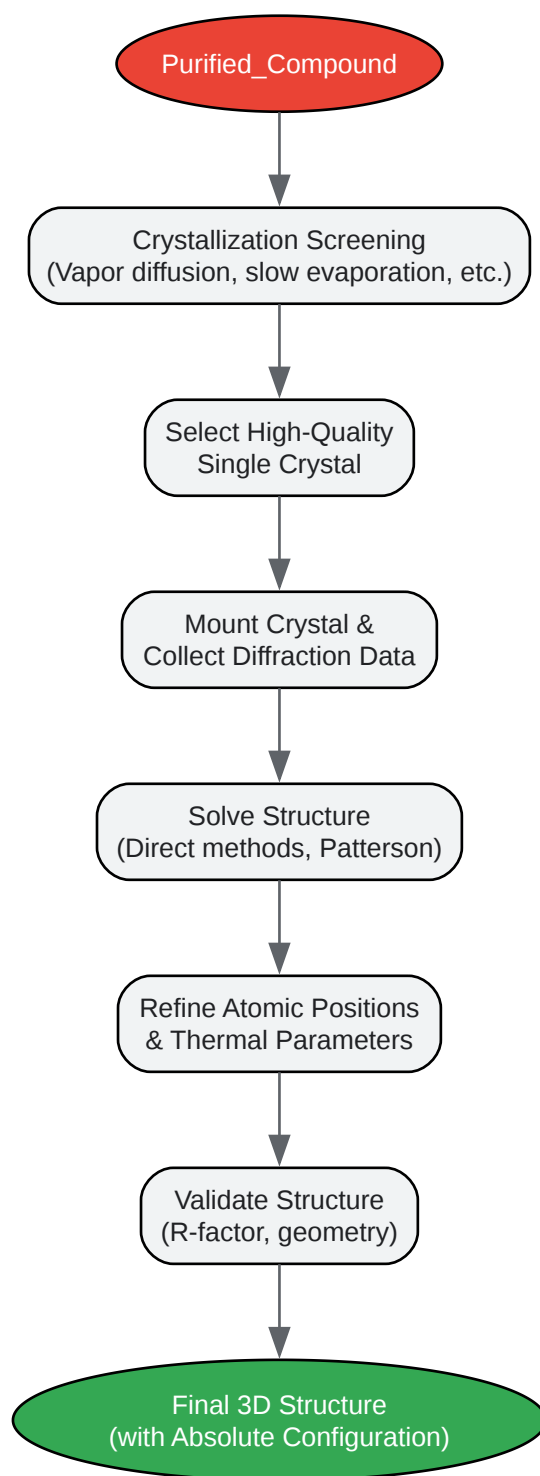 Purified_Compound
Crystallization Screening
(Vapor diffusion, slow evaporation, etc.)
Select High-Quality
Single Crystal
Mount Crystal &
Collect Diffraction Data
Solve Structure
(Direct methods, Patterson)
Refine Atomic Positions
& Thermal Parameters
Validate Structure
(R-factor, geometry)
Final 3D Structure
(with Absolute Configuration)